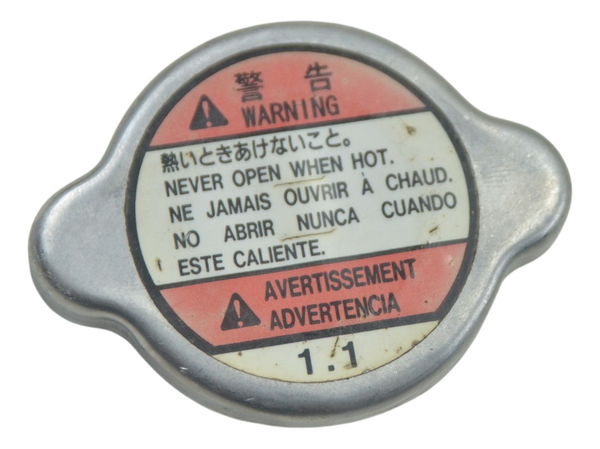 警告
WARNING
熱いときあけないこと。
NEVER OPEN WHEN HOT.
NE JAMAIS OUVRIR À CHAUD.
NO ABRIR NUNCA CUANDO
ESTE CALIENTE.
AVERTISSEMENT
ADVERTENCIA
1.1